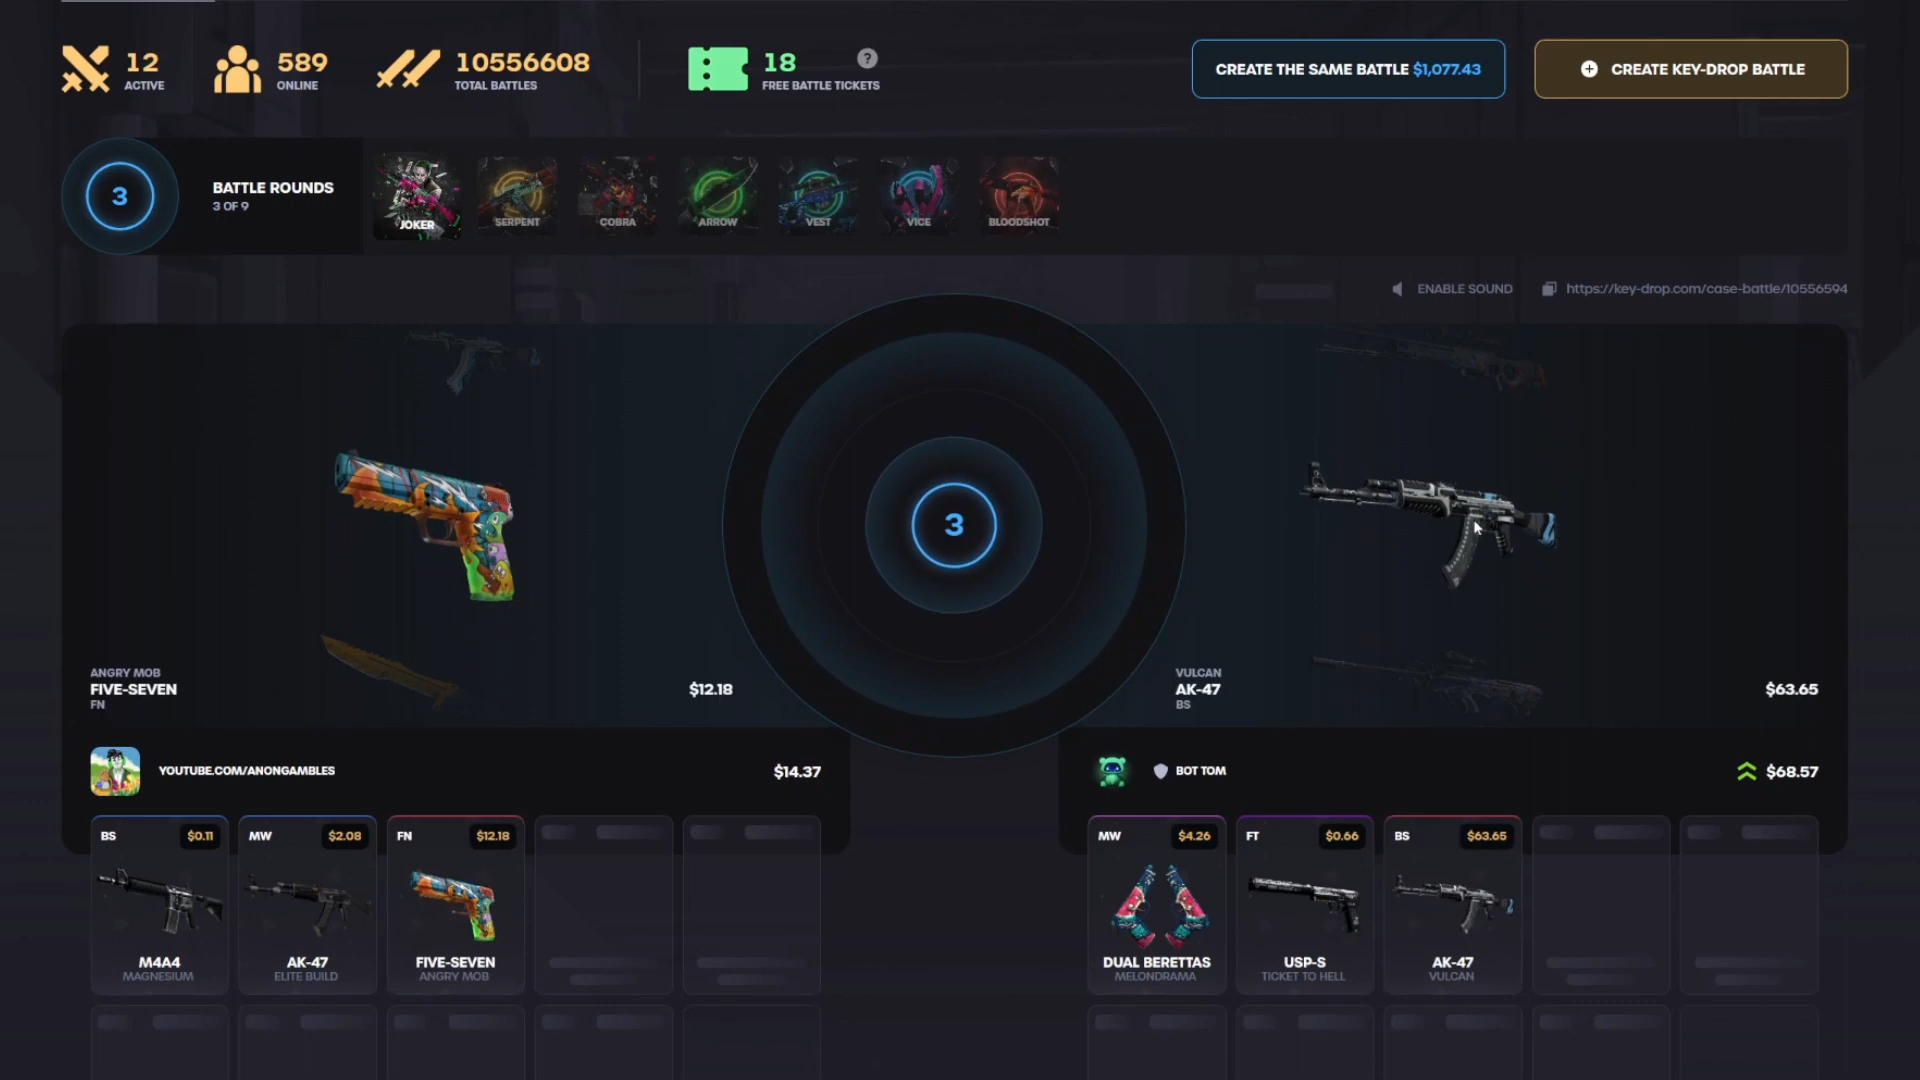 12
ACTIVE
589
ONLINE
10556608
TOTAL BATTLES
18
?
FREE BATTLE TICKETS
CREATE THE SAME BATTLE $1,077.43
CREATE KEY-DROP BATTLE
3
BATTLE ROUNDS
3 OF 9
JOKER
SERPENT
COBRA
ARROW
VEST
VICE
BLOODSHOT
ENABLE SOUND
https://key-drop.com/case-battle/10556594
3
ANGRY MOB
FIVE-SEVEN
FN
$12.18
VULCAN
AK-47
BS
$63.65
YOUTUBE.COM/ANONGAMBLES
$14.37
BOT TOM
$68.57
BS
$0.11
M4A4
MAGNESIUM
MW
$2.08
AK-47
ELITE BUILD
FN
$12.18
FIVE-SEVEN
ANGRY MOB
MW
$4.26
DUAL BERETTAS
MELONDRAMA
FT
$0.66
USP-S
TICKET TO HELL
BS
$63.65
AK-47
VULCAN